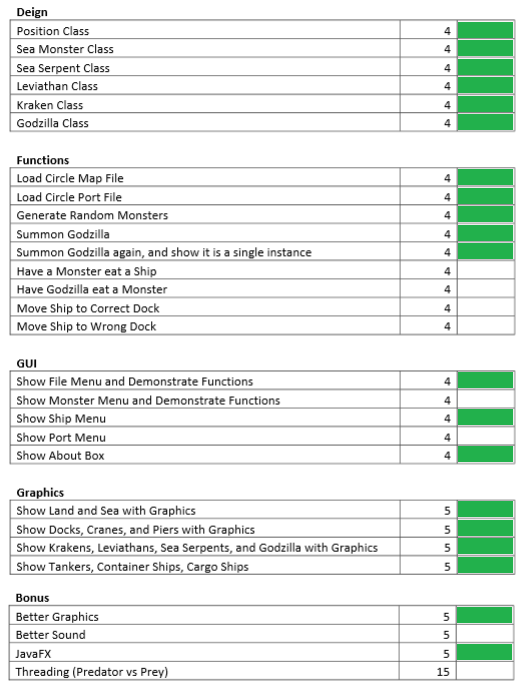 Deign
Position Class 4
Sea Monster Class 4
Sea Serpent Class 4
Leviathan Class 4
Kraken Class 4
Godzilla Class 4
Functions
Load Circle Map File 4
Load Circle Port File 4
Generate Random Monsters 4
Summon Godzilla 4
Summon Godzilla again, and show it is a single instance 4
Have a Monster eat a Ship 4
Have Godzilla eat a Monster 4
Move Ship to Correct Dock 4
Move Ship to Wrong Dock 4
GUI
Show File Menu and Demonstrate Functions 4
Show Monster Menu and Demonstrate Functions 4
Show Ship Menu 4
Show Port Menu 4
Show About Box 4
Graphics
Show Land and Sea with Graphics 5
Show Docks, Cranes, and Piers with Graphics 5
Show Krakens, Leviathans, Sea Serpents, and Godzilla with Graphics 5
Show Tankers, Container Ships, Cargo Ships 5
Bonus
Better Graphics 5
Better Sound 5
JavaFX 5
Threading (Predator vs Prey) 15